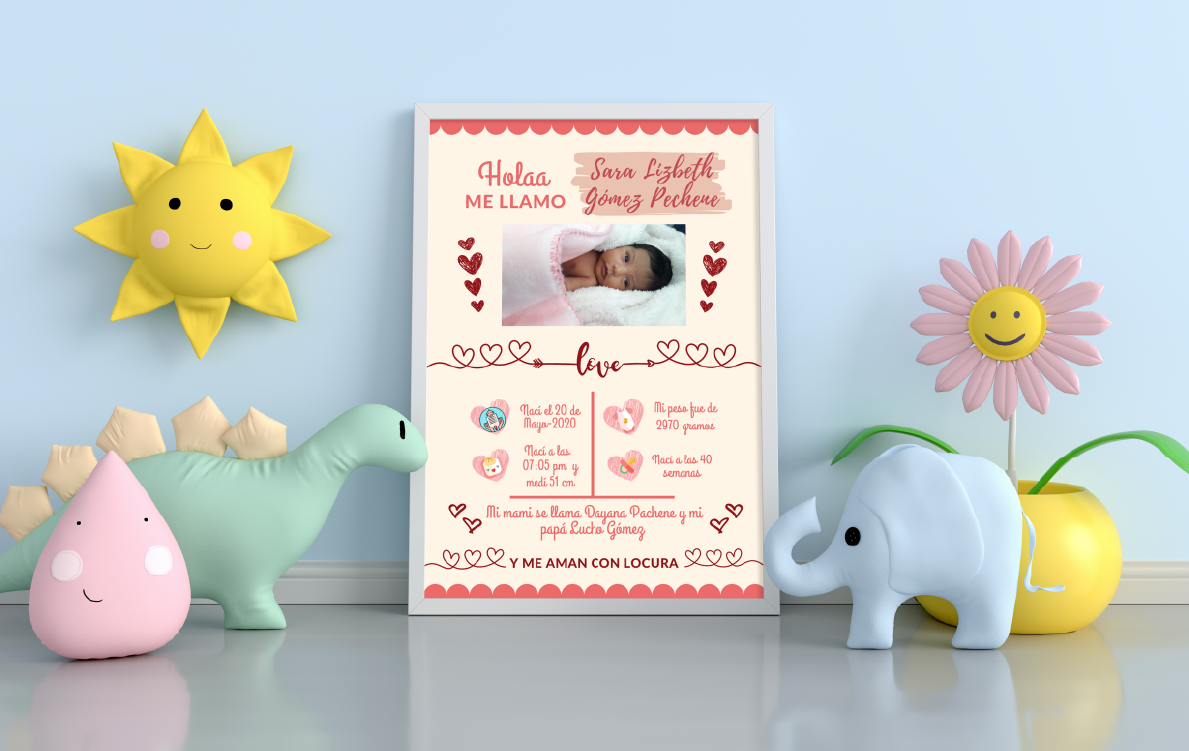 Holaa
ME LLAMO
Sara Lizbeth
Gómez Pechene
love
Nací el 20 de
Mayo-2020
Mi peso fue de
2970 gramos
Nací a las
07:05 pm y
medí 51 cm
Nací a las 40
semanas
Mi mami se llama Dayana Pachene y mi
papá Lucho Gómez
Y ME AMAN CON LOCURA